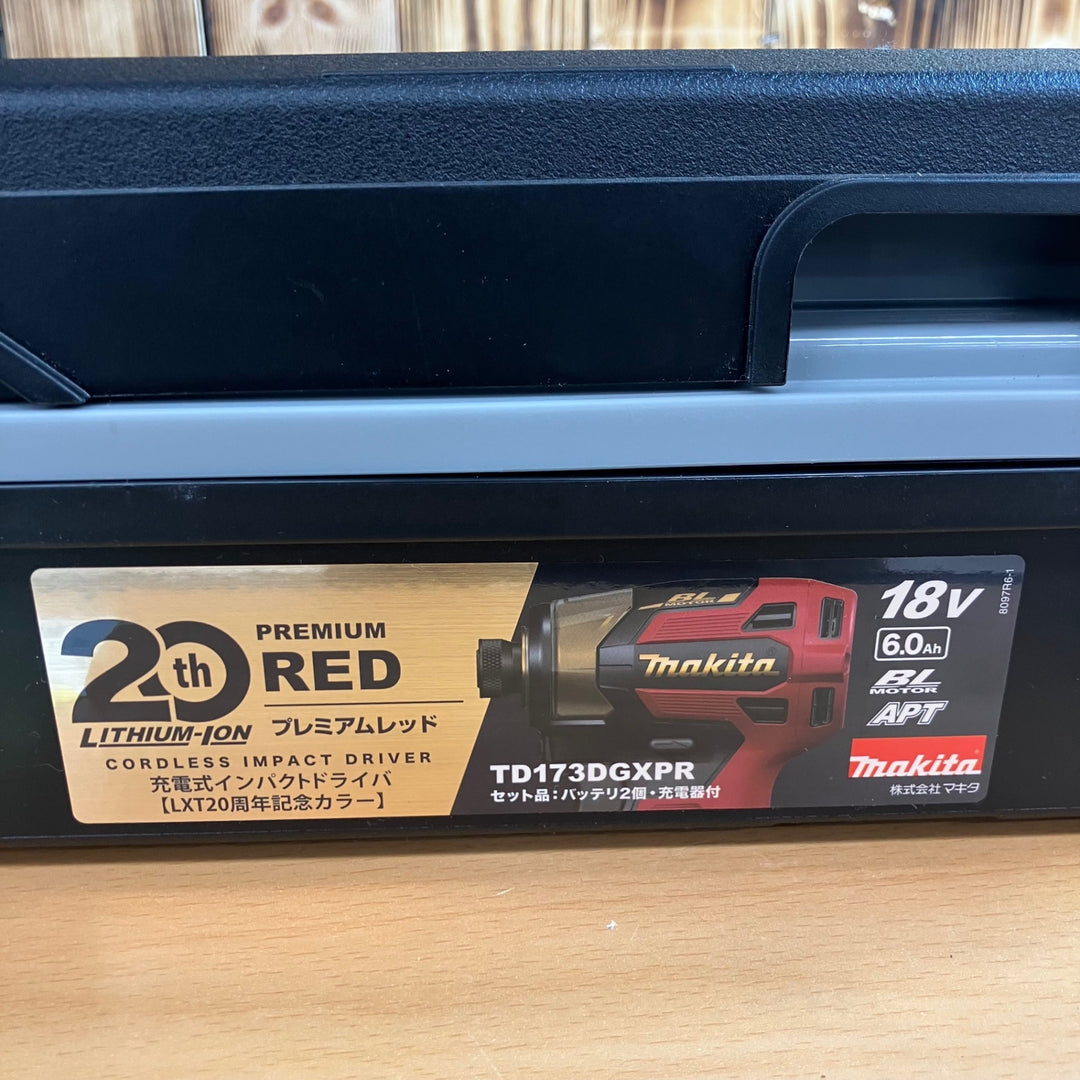 20th
LITHIUM-ION
PREMIUM
RED
プレミアムレッド
CORDLESS IMPACT DRIVER
充電式インパクトドライバ
【LXT20周年記念カラー】
BL
MOTOR
makita
TD173DGXPR
セット品：バッテリ2個・充電器付
18V
6.0Ah
BL
MOTOR
APT
makita
株式会社マキタ
8097R6-1